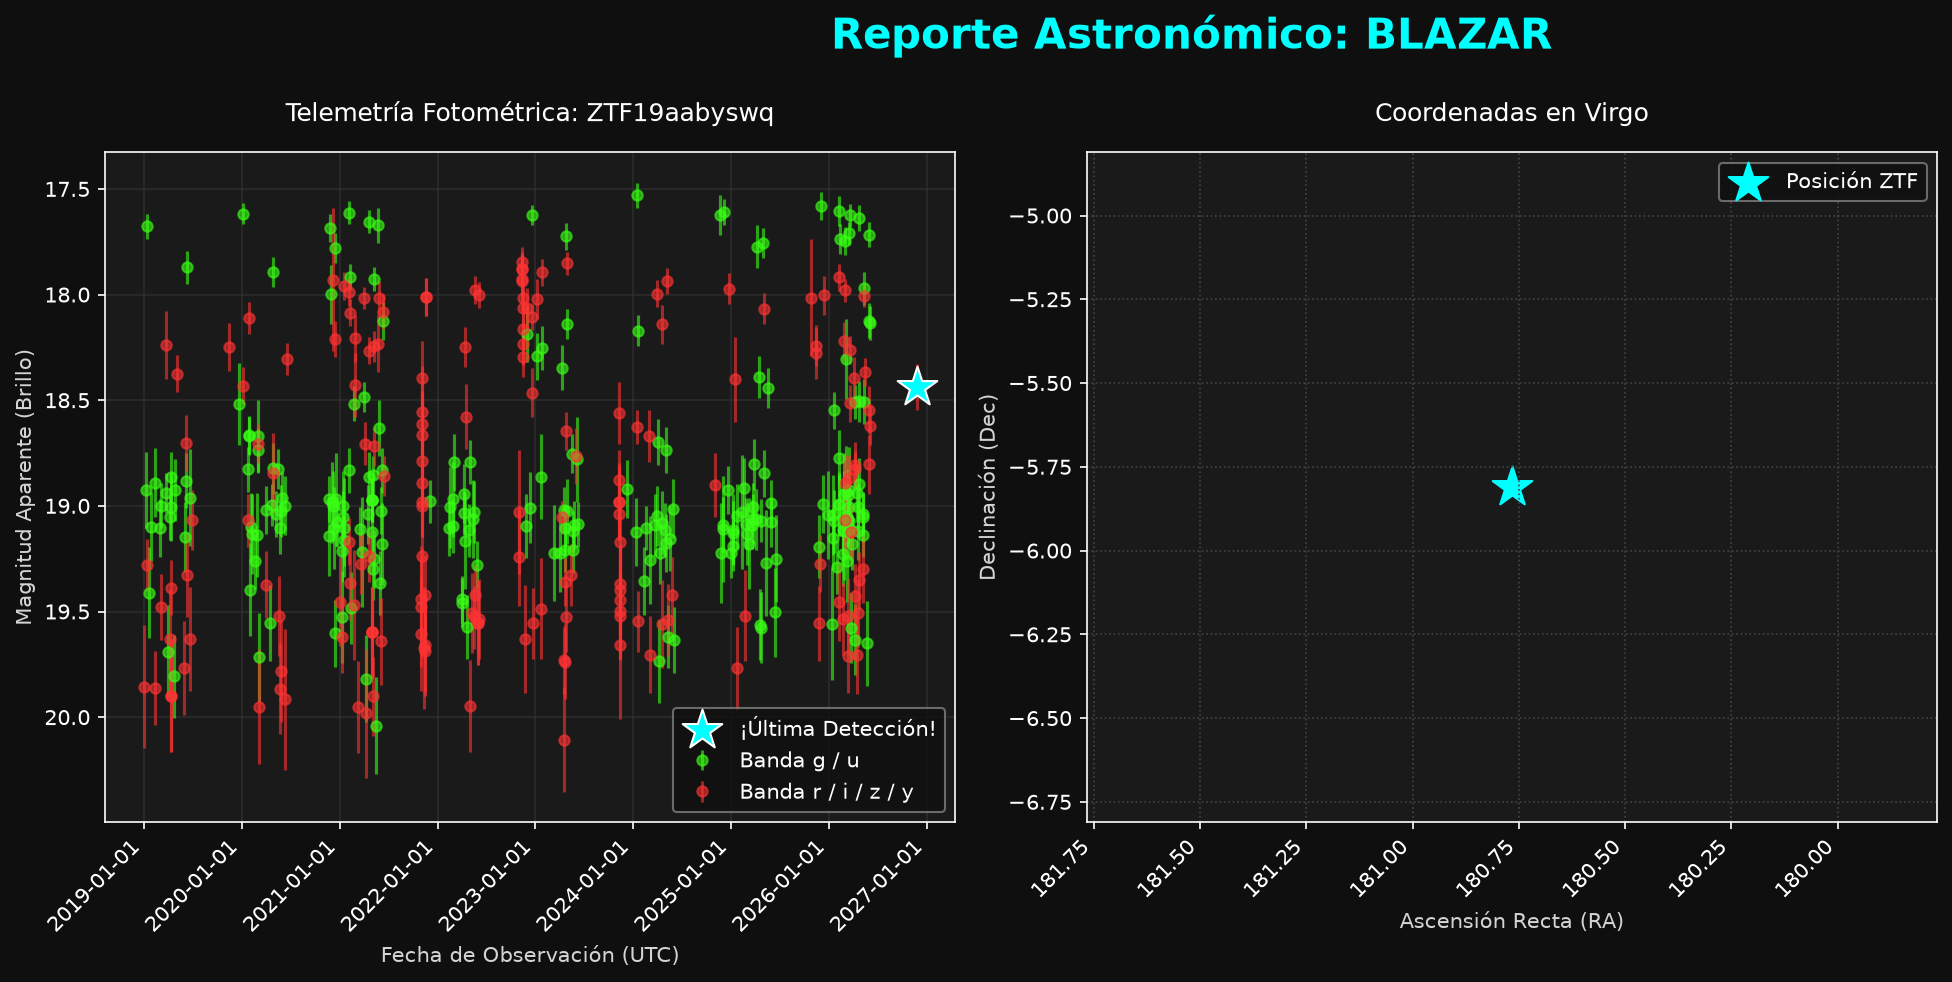 Reporte Astronómico: BLAZAR
Telemetría Fotométrica: ZTF19aabyswq
Magnitud Aparente (Brillo)
17.5
18.0
18.5
19.0
19.5
20.0
¡Última Detección!
Banda g / u
Banda r / i / z / y
2019-01-01
2020-01-01
2021-01-01
2022-01-01
2023-01-01
2024-01-01
2025-01-01
2026-01-01
2027-01-01
Fecha de Observación (UTC)
Coordenadas en Virgo
Posición ZTF
Declinación (Dec)
−5.00
−5.25
−5.50
−5.75
−6.00
−6.25
−6.50
−6.75
181.75
181.50
181.25
181.00
180.75
180.50
180.25
180.00
Ascensión Recta (RA)